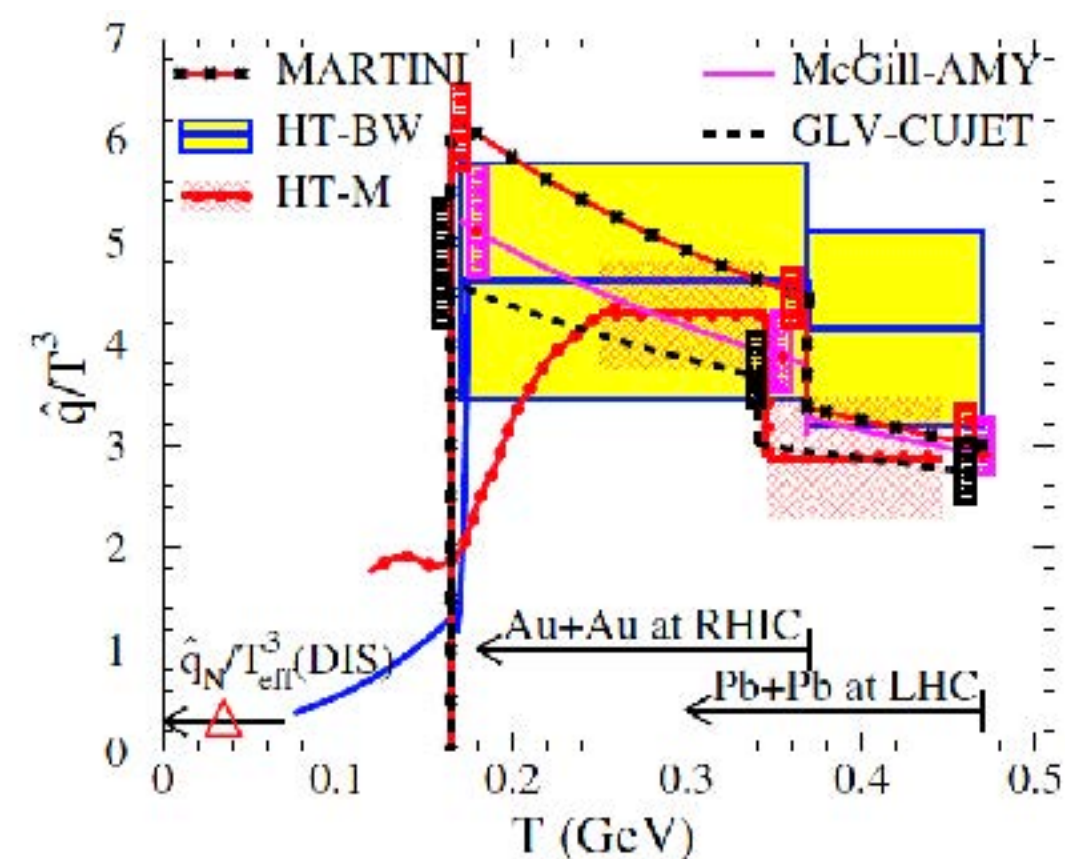 7
6
5
4
3
2
1
0
q̂/T³
MARTINI
HT-BW
HT-M
McGill-AMY
GLV-CUJET
Au+Au at RHIC
Pb+Pb at LHC
q̂_N/T³_eff(DIS)
0 0.1 0.2 0.3 0.4 0.5
T (GeV)